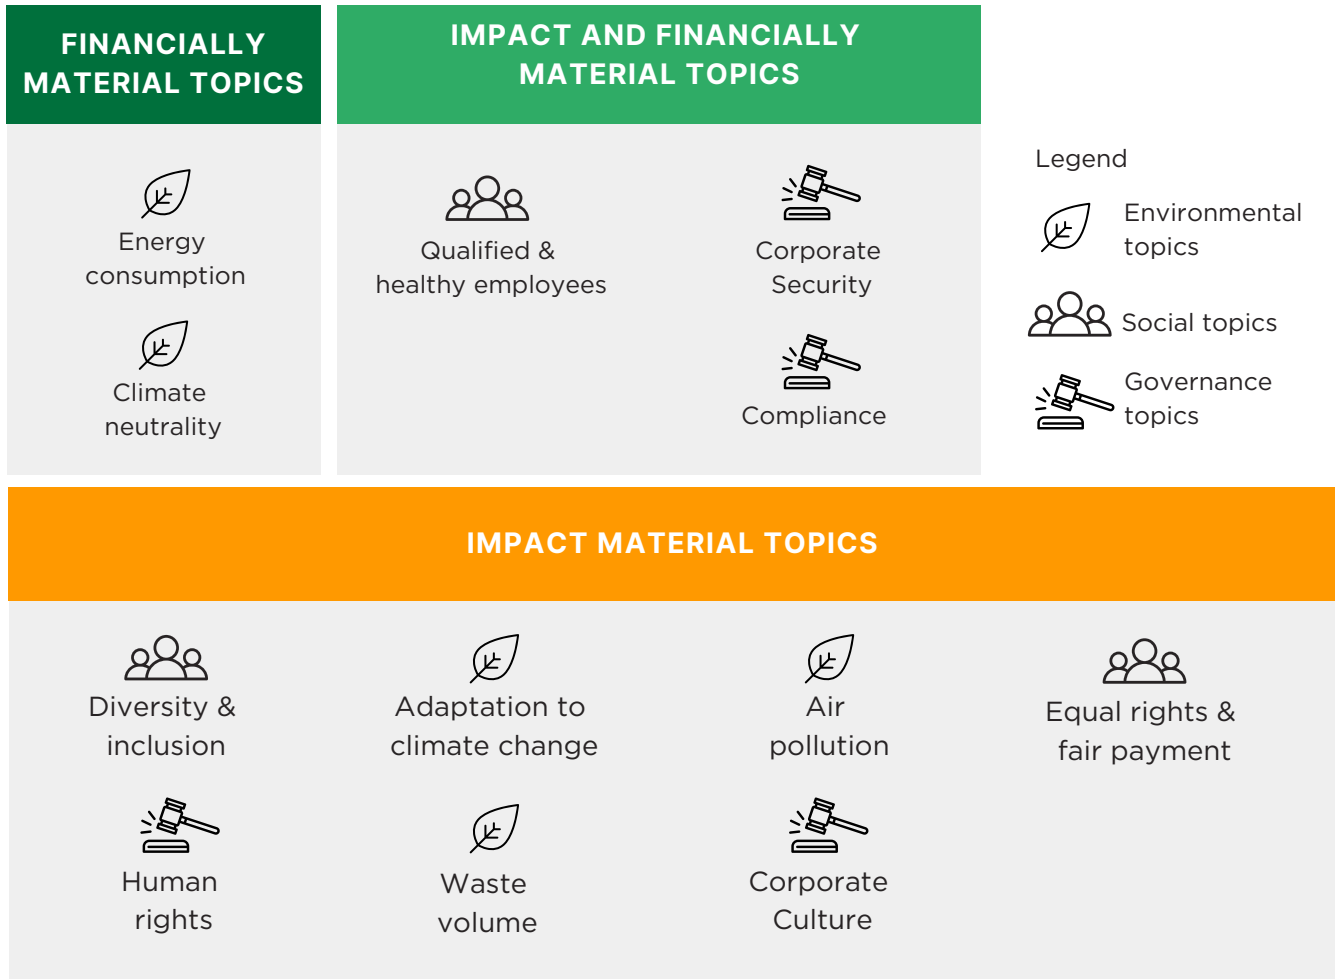 FINANCIALLY
MATERIAL TOPICS
IMPACT AND FINANCIALLY
MATERIAL TOPICS
Energy
consumption
Climate
neutrality
Qualified &
healthy employees
Corporate
Security
Compliance
Legend
Environmental
topics
Social topics
Governance
topics
IMPACT MATERIAL TOPICS
Diversity &
inclusion
Adaptation to
climate change
Air
pollution
Equal rights &
fair payment
Human
rights
Waste
volume
Corporate
Culture